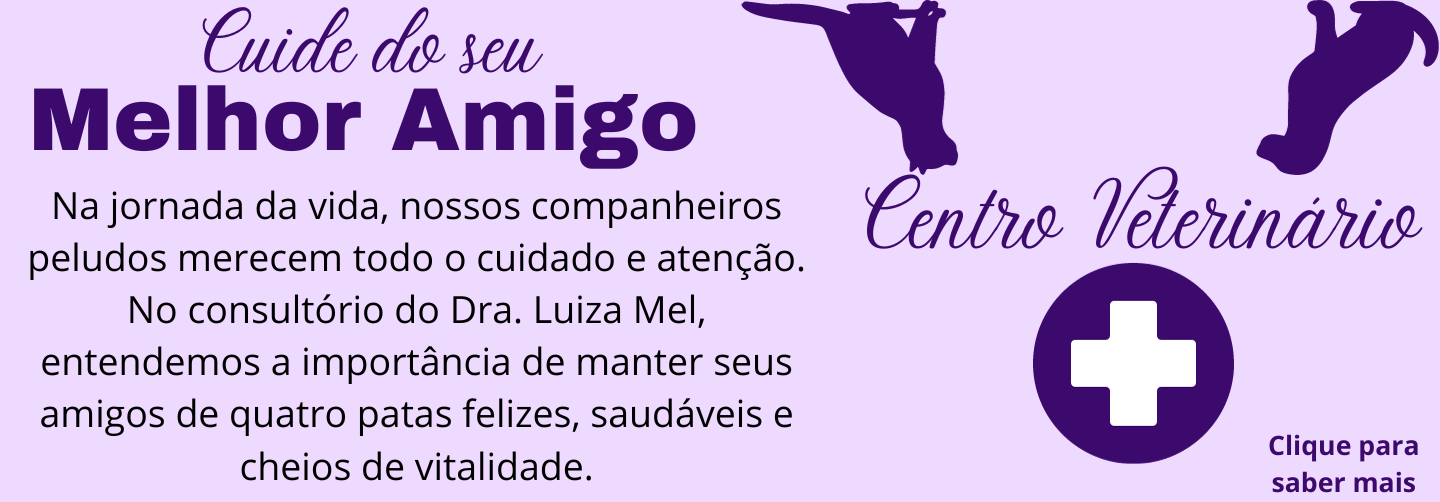 Cuide do seu
Melhor Amigo
Na jornada da vida, nossos companheiros
peludos merecem todo o cuidado e atenção.
No consultório do Dra. Luiza Mel,
entendemos a importância de manter seus
amigos de quatro patas felizes, saudáveis e
cheios de vitalidade.
Centro Veterinário
Clique para
saber mais